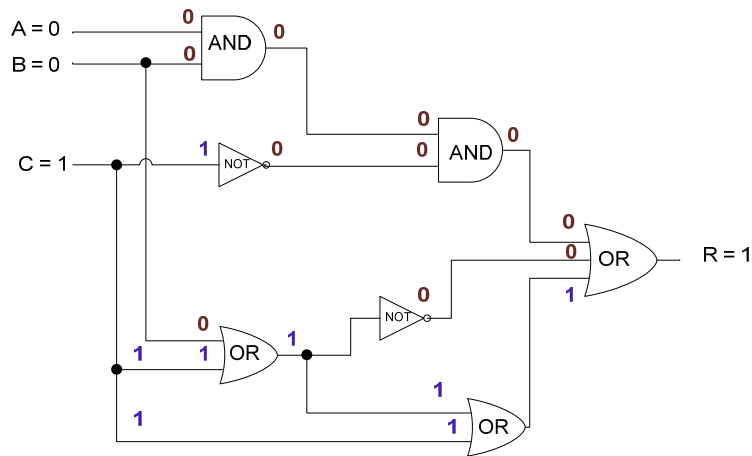 A = 0 0 0
B = 0 0 AND
0
C = 1 1 NOT 0 0 AND 0
0
0 OR R = 1
1
0
NOT
0
1 1 OR 1
1
1 1 OR